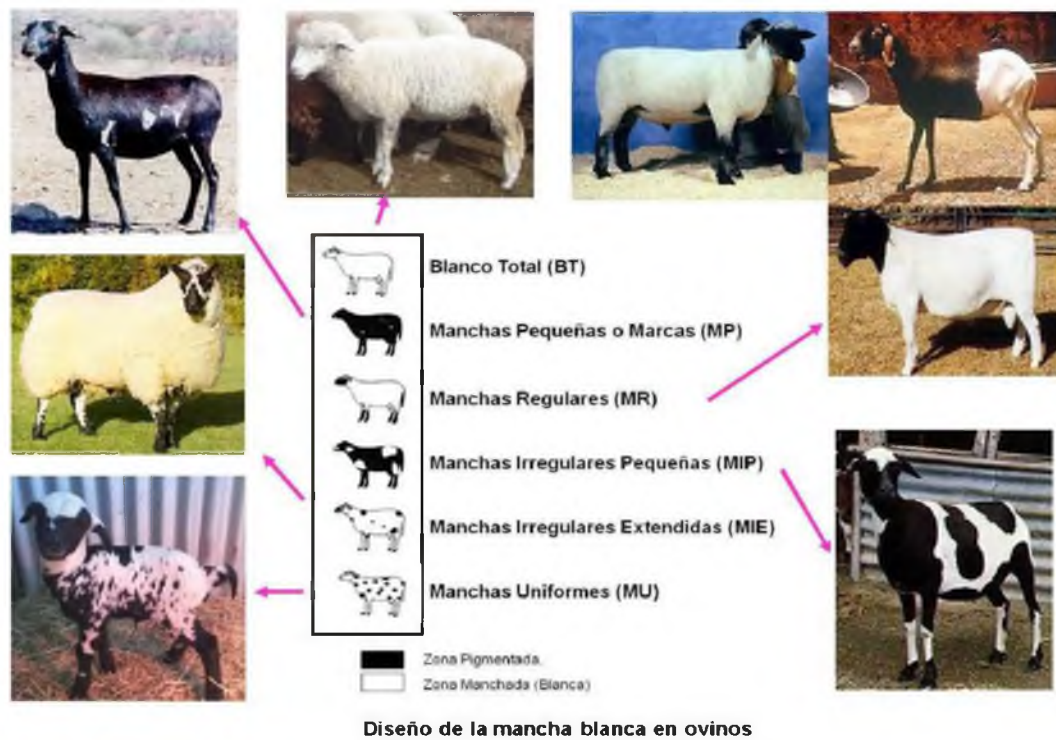 Blanco Total (BT)
Manchas Pequeñas o Marcas (MP)
Manchas Regulares (MR)
Manchas Irregulares Pequeñas (MIP)
Manchas Irregulares Extendidas (MIE)
Manchas Uniformes (MU)
Zona Pigmentada.
Zona Manchada (Blanca)
Diseño de la mancha blanca en ovinos